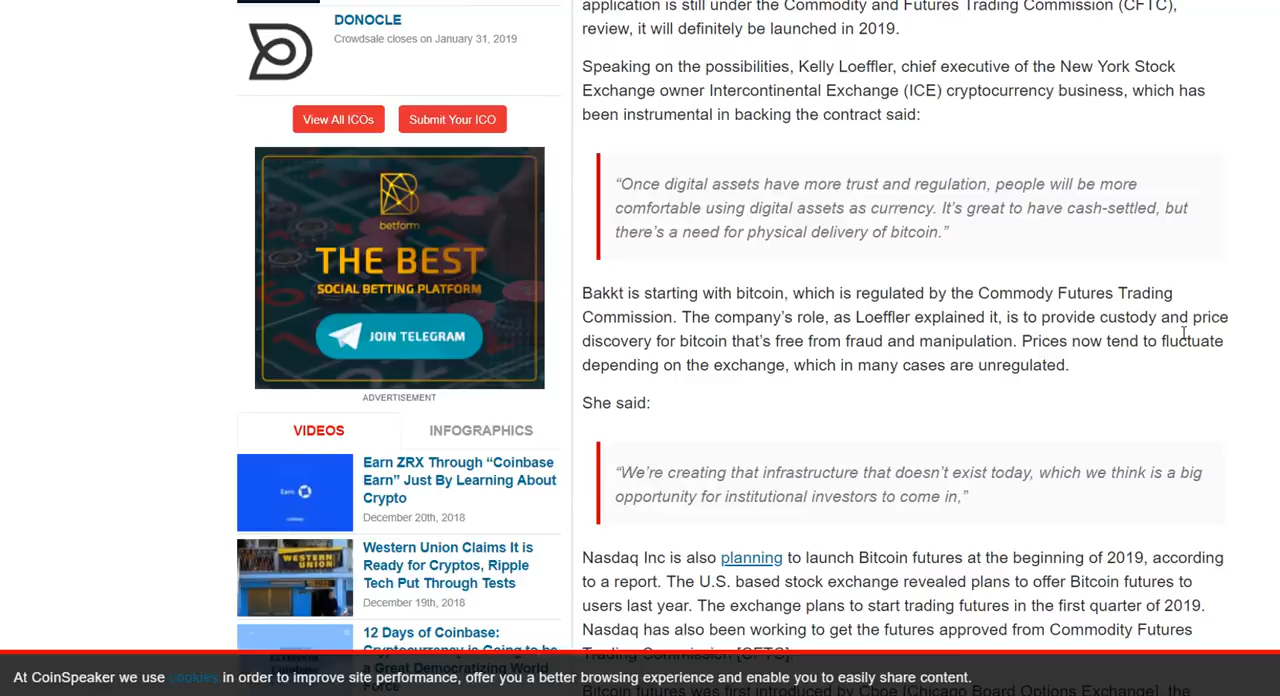 DONOCLE
Crowdsale closes on January 31, 2019
View All ICOs
Submit Your ICO
betform
THE BEST
SOCIAL BETTING PLATFORM
JOIN TELEGRAM
ADVERTISEMENT
VIDEOS
INFOGRAPHICS
Earn
Earn ZRX Through “Coinbase
Earn” Just By Learning About
Crypto
December 20th, 2018
WESTERN
UNION
Western Union Claims It is
Ready for Cryptos, Ripple
Tech Put Through Tests
December 19th, 2018
12 Days of Coinbase:
Cryptocurrency is Going to be
a Great Democratizing World
Force
application is still under the Commodity and Futures Trading Commission (CFTC),
review, it will definitely be launched in 2019.
Speaking on the possibilities, Kelly Loeffler, chief executive of the New York Stock
Exchange owner Intercontinental Exchange (ICE) cryptocurrency business, which has
been instrumental in backing the contract said:
“Once digital assets have more trust and regulation, people will be more
comfortable using digital assets as currency. It’s great to have cash-settled, but
there’s a need for physical delivery of bitcoin.”
Bakkt is starting with bitcoin, which is regulated by the Commody Futures Trading
Commission. The company’s role, as Loeffler explained it, is to provide custody and price
discovery for bitcoin that’s free from fraud and manipulation. Prices now tend to fluctuate
depending on the exchange, which in many cases are unregulated.
She said:
“We’re creating that infrastructure that doesn’t exist today, which we think is a big
opportunity for institutional investors to come in,”
Nasdaq Inc is also planning to launch Bitcoin futures at the beginning of 2019, according
to a report. The U.S. based stock exchange revealed plans to offer Bitcoin futures to
users last year. The exchange plans to start trading futures in the first quarter of 2019.
Nasdaq has also been working to get the futures approved from Commodity Futures
Trading Commission [CFTC].
Bitcoin futures was first introduced by Cboe (Chicago Board Options Exchange), the
At CoinSpeaker we use cookies in order to improve site performance, offer you a better browsing experience and enable you to easily share content.